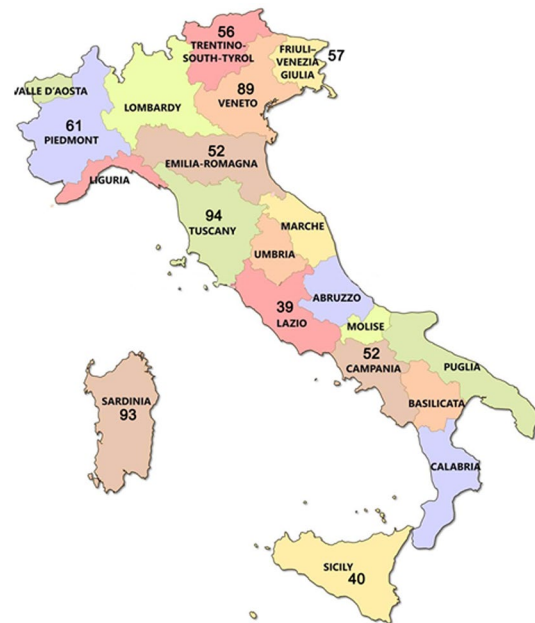 56
TRENTINO-
SOUTH-TYROL
FRIULI-
VENEZIA
GIULIA
57
VALLE D'AOSTA
LOMBARDY
89
VENETO
61
PIEDMONT
52
EMILIA-ROMAGNA
LIGURIA
94
TUSCANY
MARCHE
UMBRIA
39
LAZIO
ABRUZZO
MOLISE
52
CAMPANIA
PUGLIA
BASILICATA
SARDINIA
93
CALABRIA
SICILY
40